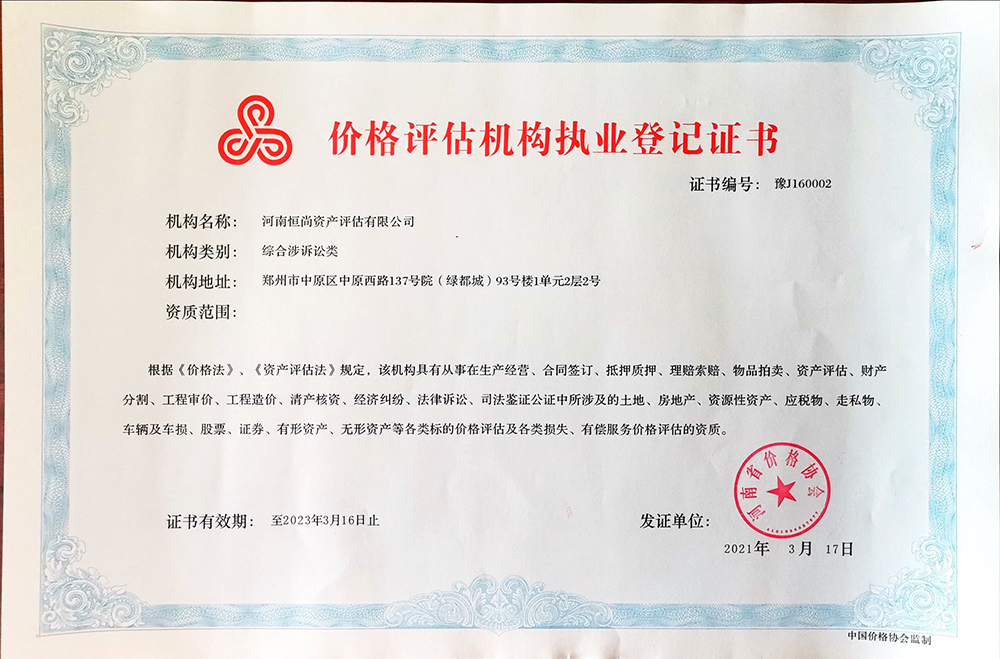 价格评估机构执业登记证书
证书编号： 豫J160002
机构名称： 河南恒尚资产评估有限公司
机构类别： 综合涉诉讼类
机构地址： 郑州市中原区中原西路137号院（绿都城）93号楼1单元2层2号
资质范围：
根据《价格法》、《资产评估法》规定，该机构具有从事在生产经营、合同签订、抵押质押、理赔索赔、物品拍卖、资产评估、财产
分割、工程审价、工程造价、清产核资、经济纠纷、法律诉讼、司法鉴证公证中所涉及的土地、房地产、资源性资产、应税物、走私物、
车辆及车损、股票、证券、有形资产、无形资产等各类标的价格评估及各类损失、有偿服务价格评估的资质。
河南省价格协会
证书有效期： 至2023年3月16日止
发证单位：
2021年 3月 17日
中国价格协会监制